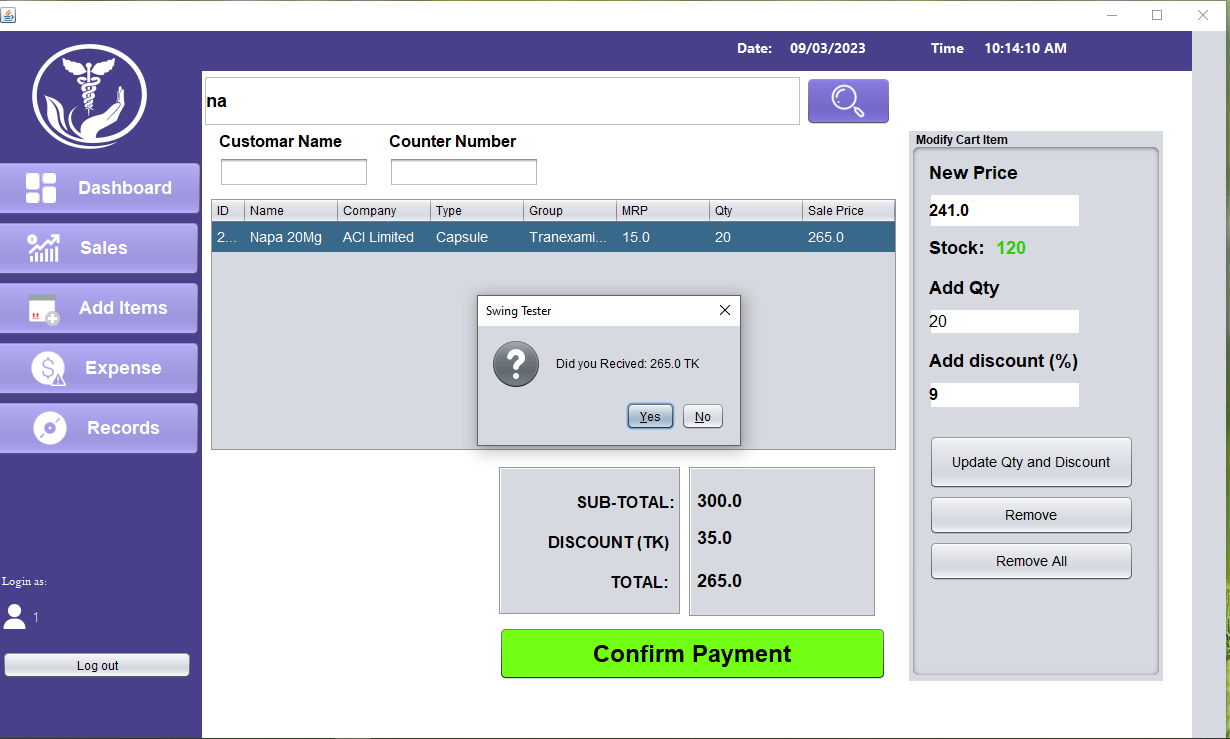 Date: 09/03/2023 Time 10:14:10 AM
na
Customar Name Counter Number
Dashboard
Sales
Add Items
Expense
Records
Login as:
1
Log out
ID Name Company Type Group MRP Qty Sale Price
2... Napa 20Mg ACI Limited Capsule Tranexami... 15.0 20 265.0
Swing Tester
Did you Recived: 265.0 TK
Yes No
SUB-TOTAL: 300.0
DISCOUNT (TK) 35.0
TOTAL: 265.0
Confirm Payment
Modify Cart Item
New Price
241.0
Stock: 120
Add Qty
20
Add discount (%)
9
Update Qty and Discount
Remove
Remove All